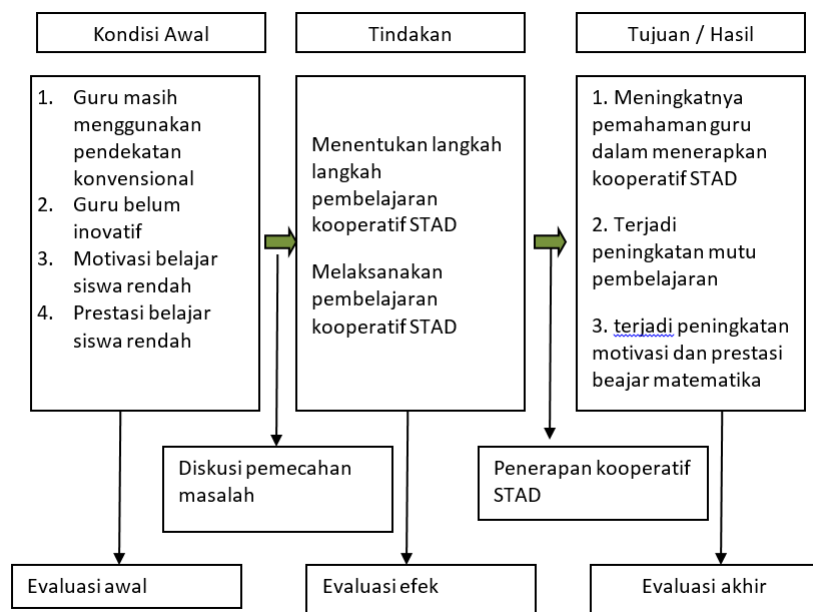 Kondisi Awal
Tindakan
Tujuan / Hasil
1. Guru masih
menggunakan
pendekatan
konvensional
2. Guru belum
inovatif
3. Motivasi belajar
siswa rendah
4. Prestasi belajar
siswa rendah
Menentukan langkah
langkah
pembelajaran
kooperatif STAD
Melaksanakan
pembelajaran
kooperatif STAD
1. Meningkatnya
pemahaman guru
dalam menerapkan
kooperatif STAD
2. Terjadi
peningkatan mutu
pembelajaran
3. terjadi peningkatan
motivasi dan prestasi
beajar matematika
Diskusi pemecahan
masalah
Penerapan kooperatif
STAD
Evaluasi awal
Evaluasi efek
Evaluasi akhir